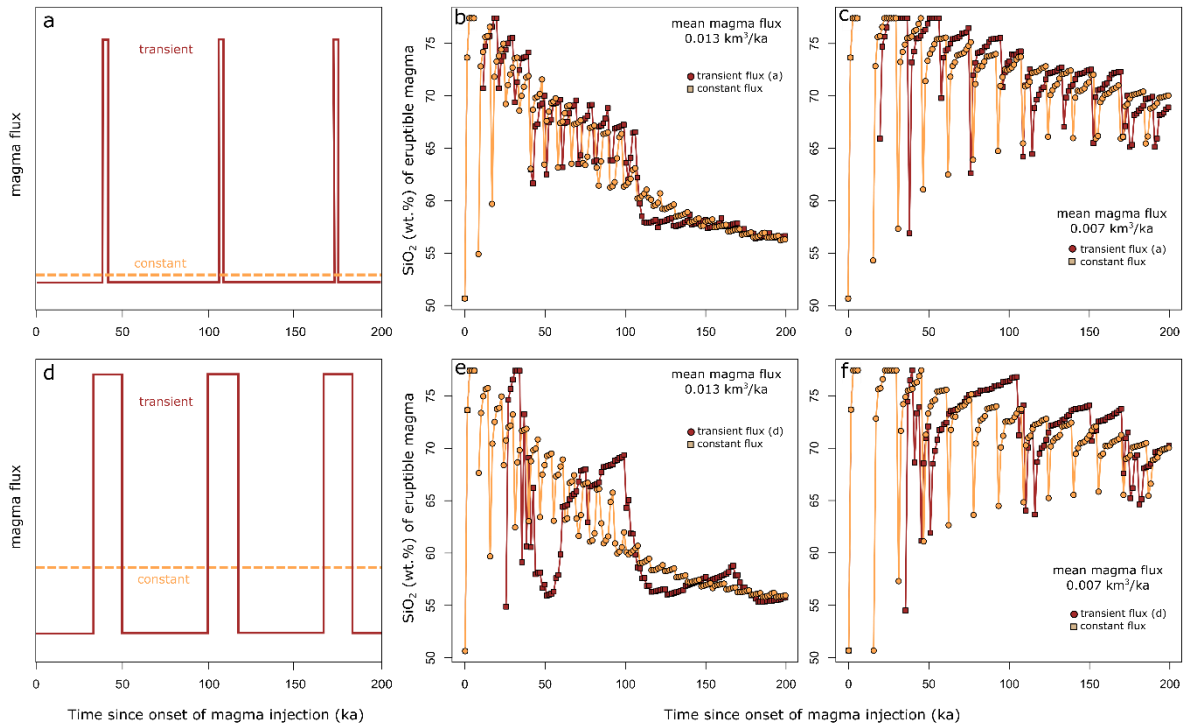 a
magma flux
transient
constant
0 50 100 150 200
b
mean magma flux
0.013 km³/ka
transient flux (a)
constant flux
SiO₂ (wt.%) of eruptible magma
75
70
65
60
55
50
0 50 100 150 200
c
mean magma flux
0.007 km³/ka
transient flux (a)
constant flux
75
70
65
60
55
50
0 50 100 150 200
d
magma flux
transient
constant
0 50 100 150 200
Time since onset of magma injection (ka)
e
mean magma flux
0.013 km³/ka
transient flux (d)
constant flux
SiO₂ (wt.%) of eruptible magma
75
70
65
60
55
50
0 50 100 150 200
f
mean magma flux
0.007 km³/ka
transient flux (d)
constant flux
75
70
65
60
55
50
0 50 100 150 200
Time since onset of magma injection (ka)